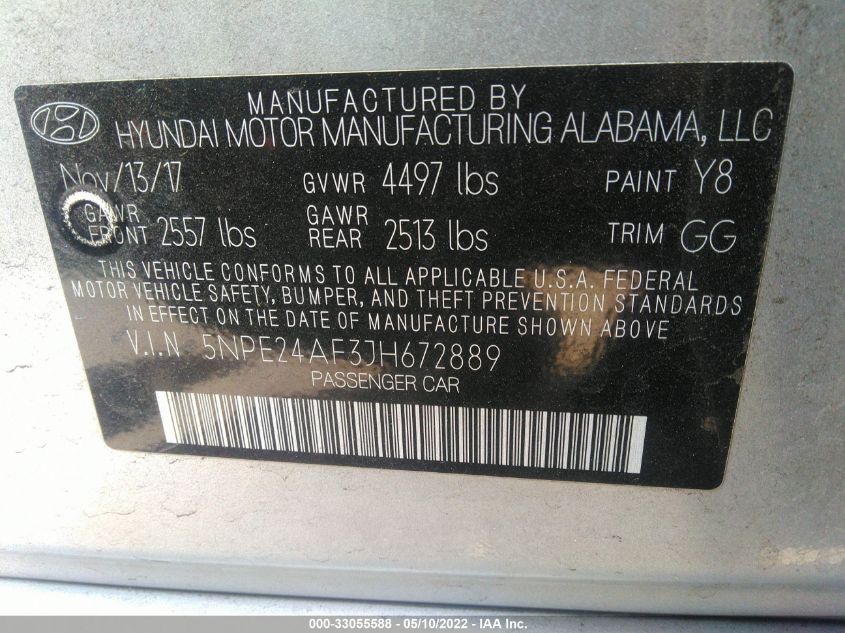 MANUFACTURED BY
HYUNDAI MOTOR MANUFACTURING ALABAMA, LLC
Nov/13/17 GVWR 4497 lbs PAINT Y8
GAWR FRONT 2557 lbs GAWR REAR 2513 lbs TRIM GG
THIS VEHICLE CONFORMS TO ALL APPLICABLE U.S.A. FEDERAL
MOTOR VEHICLE SAFETY, BUMPER, AND THEFT PREVENTION STANDARDS
IN EFFECT ON THE DATE OF MANUFACTURE SHOWN ABOVE
V.I.N 5NPE24AF3JH672889
PASSENGER CAR
000-33055588 - 05/10/2022 - IAA Inc.